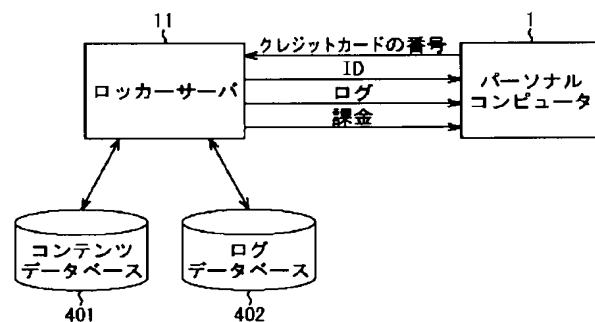 11
1
クレジットカードの番号
ID
ログ
課金
ロッカーサーバ
パーソナル
コンピュータ
コンテンツ
データベース
ログ
データベース
401
402